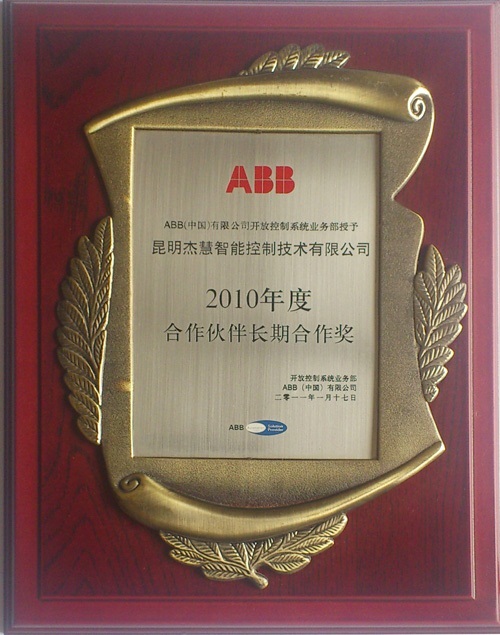 ABB
ABB(中国)有限公司开放控制系统业务部授予
昆明杰慧智能控制技术有限公司
2010年度
合作伙伴长期合作奖
开放控制系统业务部
ABB（中国）有限公司
二零一一年一月十七日
ABB Solution Provider